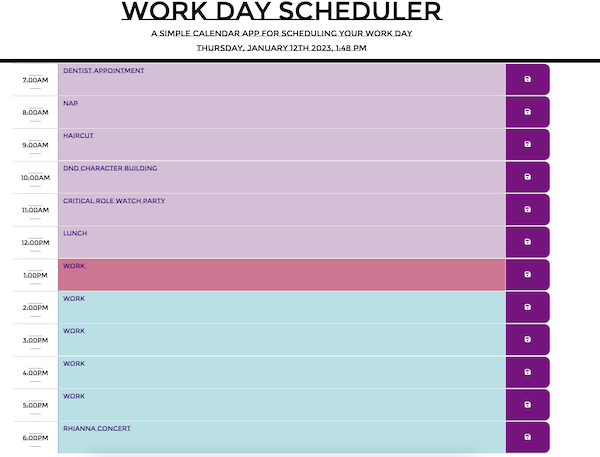 WORK DAY SCHEDULER
A SIMPLE CALENDAR APP FOR SCHEDULING YOUR WORK DAY
THURSDAY, JANUARY 12TH 2023, 1:48 PM
7:00AM DENTIST APPOINTMENT
8:00AM NAP
9:00AM HAIRCUT
10:00AM DND CHARACTER BUILDING
11:00AM CRITICAL ROLE WATCH PARTY
12:00PM LUNCH
1:00PM WORK
2:00PM WORK
3:00PM WORK
4:00PM WORK
5:00PM WORK
6:00PM RHIANNA CONCERT